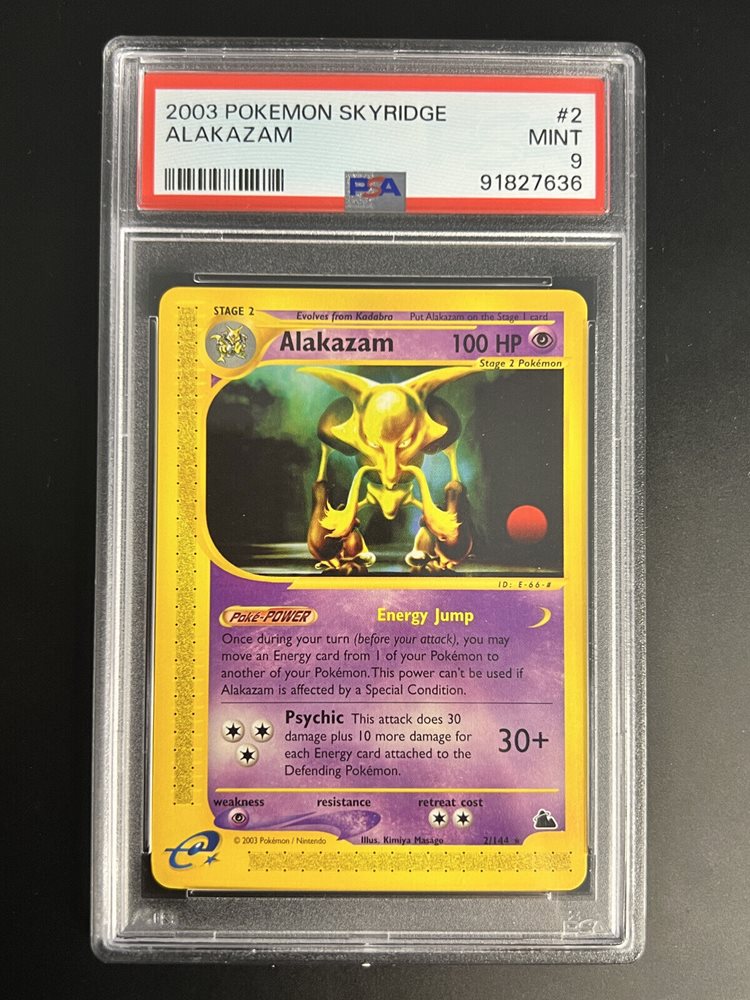 2003 POKEMON SKYRIDGE #2
ALAKAZAM MINT
9
PSA 91827636
STAGE 2 Evolves from Kadabra Put Alakazam on the Stage 1 card
Alakazam 100 HP
Stage 2 Pokémon
ID: E-66-#
Poké-POWER Energy Jump
Once during your turn (before your attack), you may
move an Energy card from 1 of your Pokémon to
another of your Pokémon. This power can't be used if
Alakazam is affected by a Special Condition.
Psychic This attack does 30
damage plus 10 more damage for
each Energy card attached to the
Defending Pokémon.
30+
weakness resistance retreat cost
© 2003 Pokémon / Nintendo Illus. Kimiya Masago 2/144 ★
e